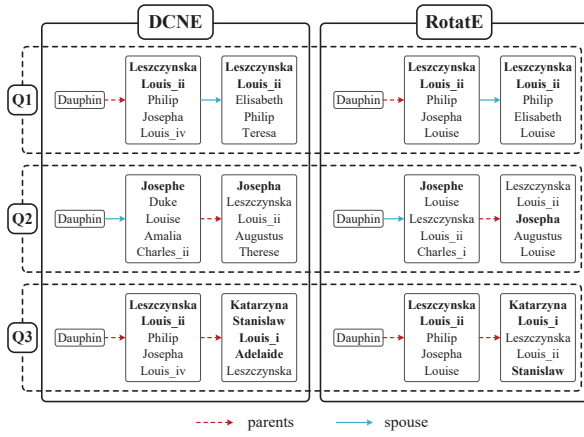 DCNE
RotatE
Q1
Dauphin
Leszczynska
Louis_ii
Philip
Josepha
Louis_iv
Leszczynska
Louis_ii
Elisabeth
Philip
Teresa
Dauphin
Leszczynska
Louis_ii
Philip
Josepha
Louise
Leszczynska
Louis_ii
Philip
Elisabeth
Louise
Q2
Dauphin
Josephe
Duke
Louise
Amalia
Charles_ii
Josepha
Leszczynska
Louis_ii
Augustus
Therese
Dauphin
Josephe
Louise
Leszczynska
Louis_ii
Charles_i
Leszczynska
Louis_ii
Josepha
Augustus
Louise
Q3
Dauphin
Leszczynska
Louis_ii
Philip
Josepha
Louis_iv
Katarzyna
Stanislaw
Louis_i
Adelaide
Leszczynska
Dauphin
Leszczynska
Louis_ii
Philip
Josepha
Louise
Katarzyna
Louis_i
Leszczynska
Louis_ii
Stanislaw
parents
spouse